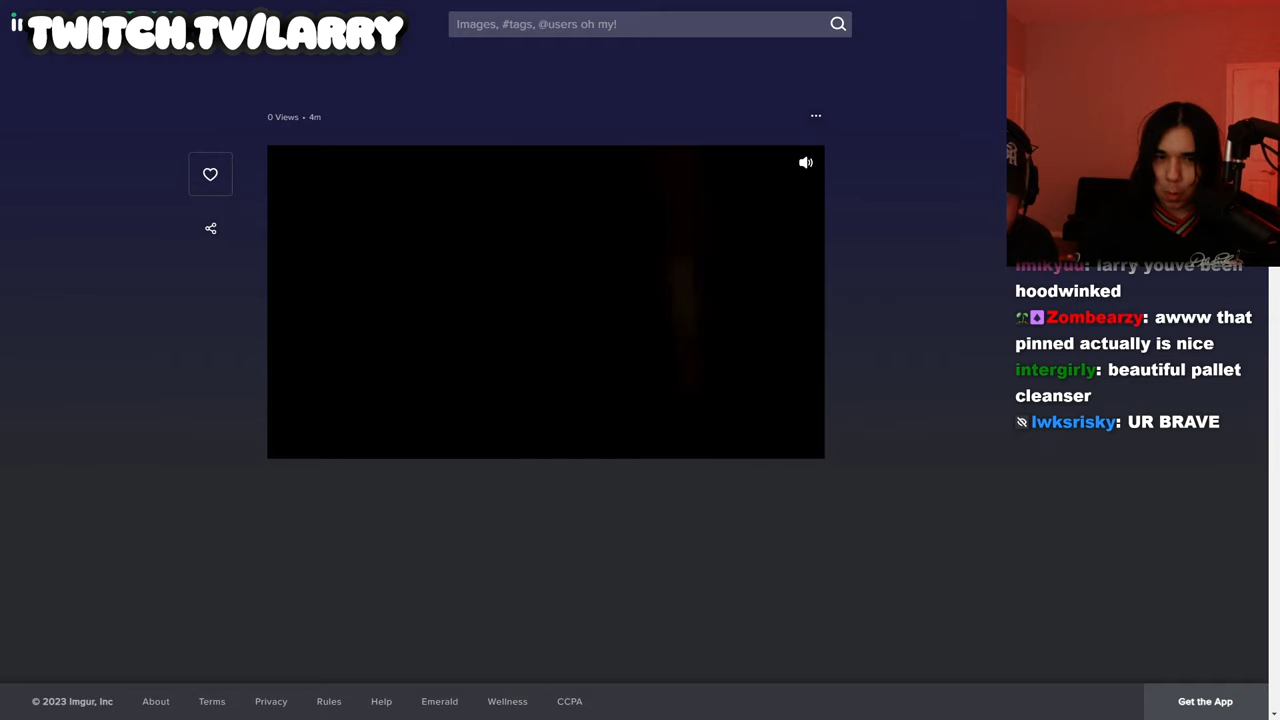 TWITCH.TV/LARRY
Images, #tags, @users oh my!
0 Views • 4m
imikyuu: larry youve been
hoodwinked
Zombearzy: awww that
pinned actually is nice
intergirly: beautiful pallet
cleanser
lwksrisky: UR BRAVE
© 2023 Imgur, Inc
About
Terms
Privacy
Rules
Help
Emerald
Wellness
CCPA
Get the App